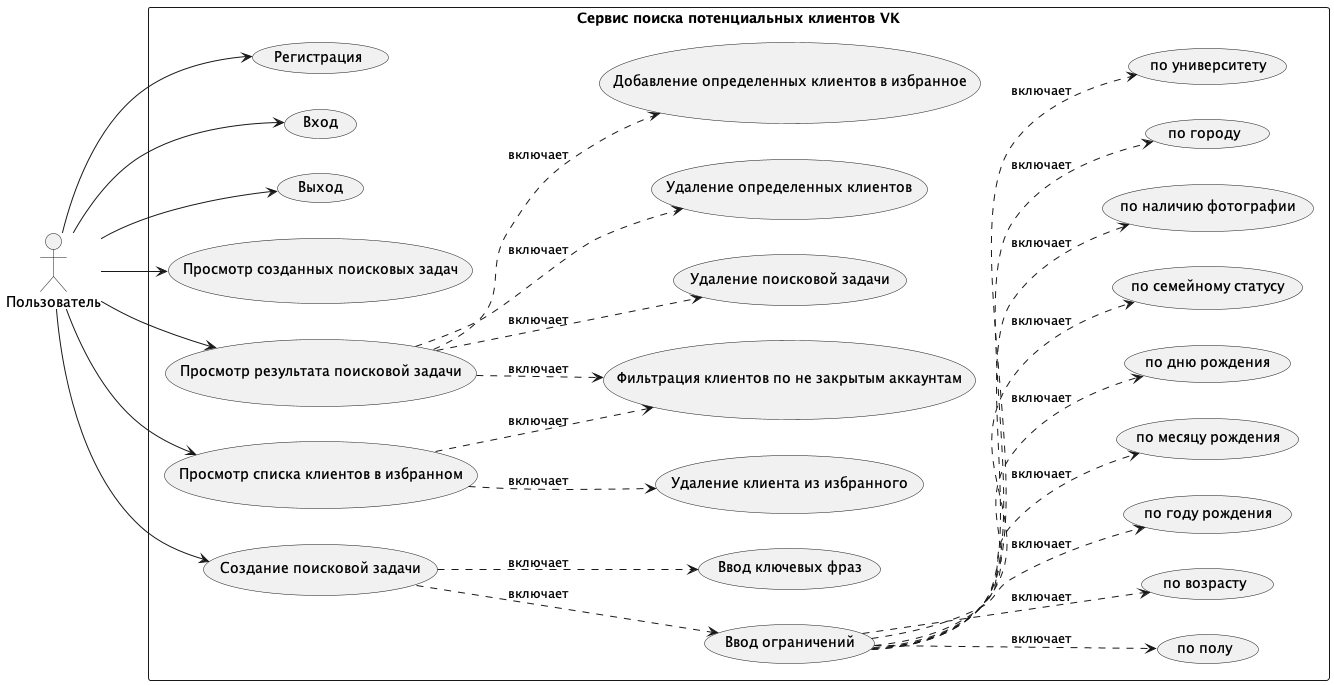 Сервис поиска потенциальных клиентов VK
Пользователь
Регистрация
Вход
Выход
Просмотр созданных поисковых задач
Просмотр результата поисковой задачи
Просмотр списка клиентов в избранном
Создание поисковой задачи
включает
включает
включает
включает
включает
включает
включает
включает
Добавление определенных клиентов в избранное
Удаление определенных клиентов
Удаление поисковой задачи
Фильтрация клиентов по не закрытым аккаунтам
Удаление клиента из избранного
Ввод ключевых фраз
Ввод ограничений
включает
включает
включает
включает
включает
включает
включает
включает
включает
по университету
по городу
по наличию фотографии
по семейному статусу
по дню рождения
по месяцу рождения
по году рождения
по возрасту
по полу